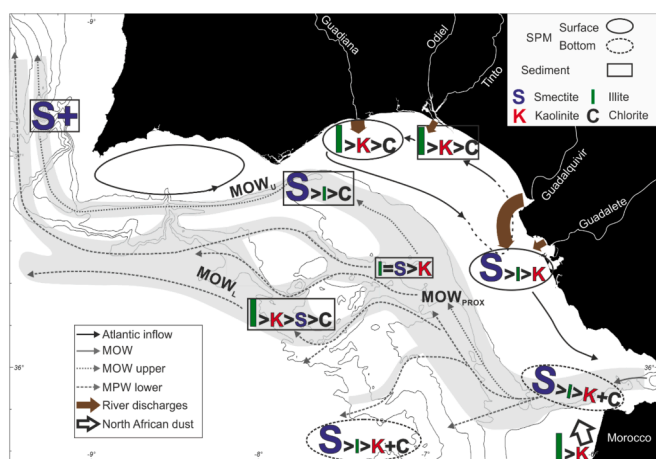 -9°
Guadiana
Odiel
Tinto
Guadalquivir
Guadalete
SPM
Surface
Bottom
Sediment
S Smectite
I Illite
K Kaolinite
C Chlorite
S+
I>K>C
I>K>C
MOWU
S>I>C
S>I>K
I=S>K
MOWL
MOWPROX
I>K>S>C
Atlantic inflow
MOW
MOW upper
MPW lower
River discharges
North African dust
36°
36°
S>I>K+C
S>I>K+C
I>K
Morocco
-9°
-8°
-7°